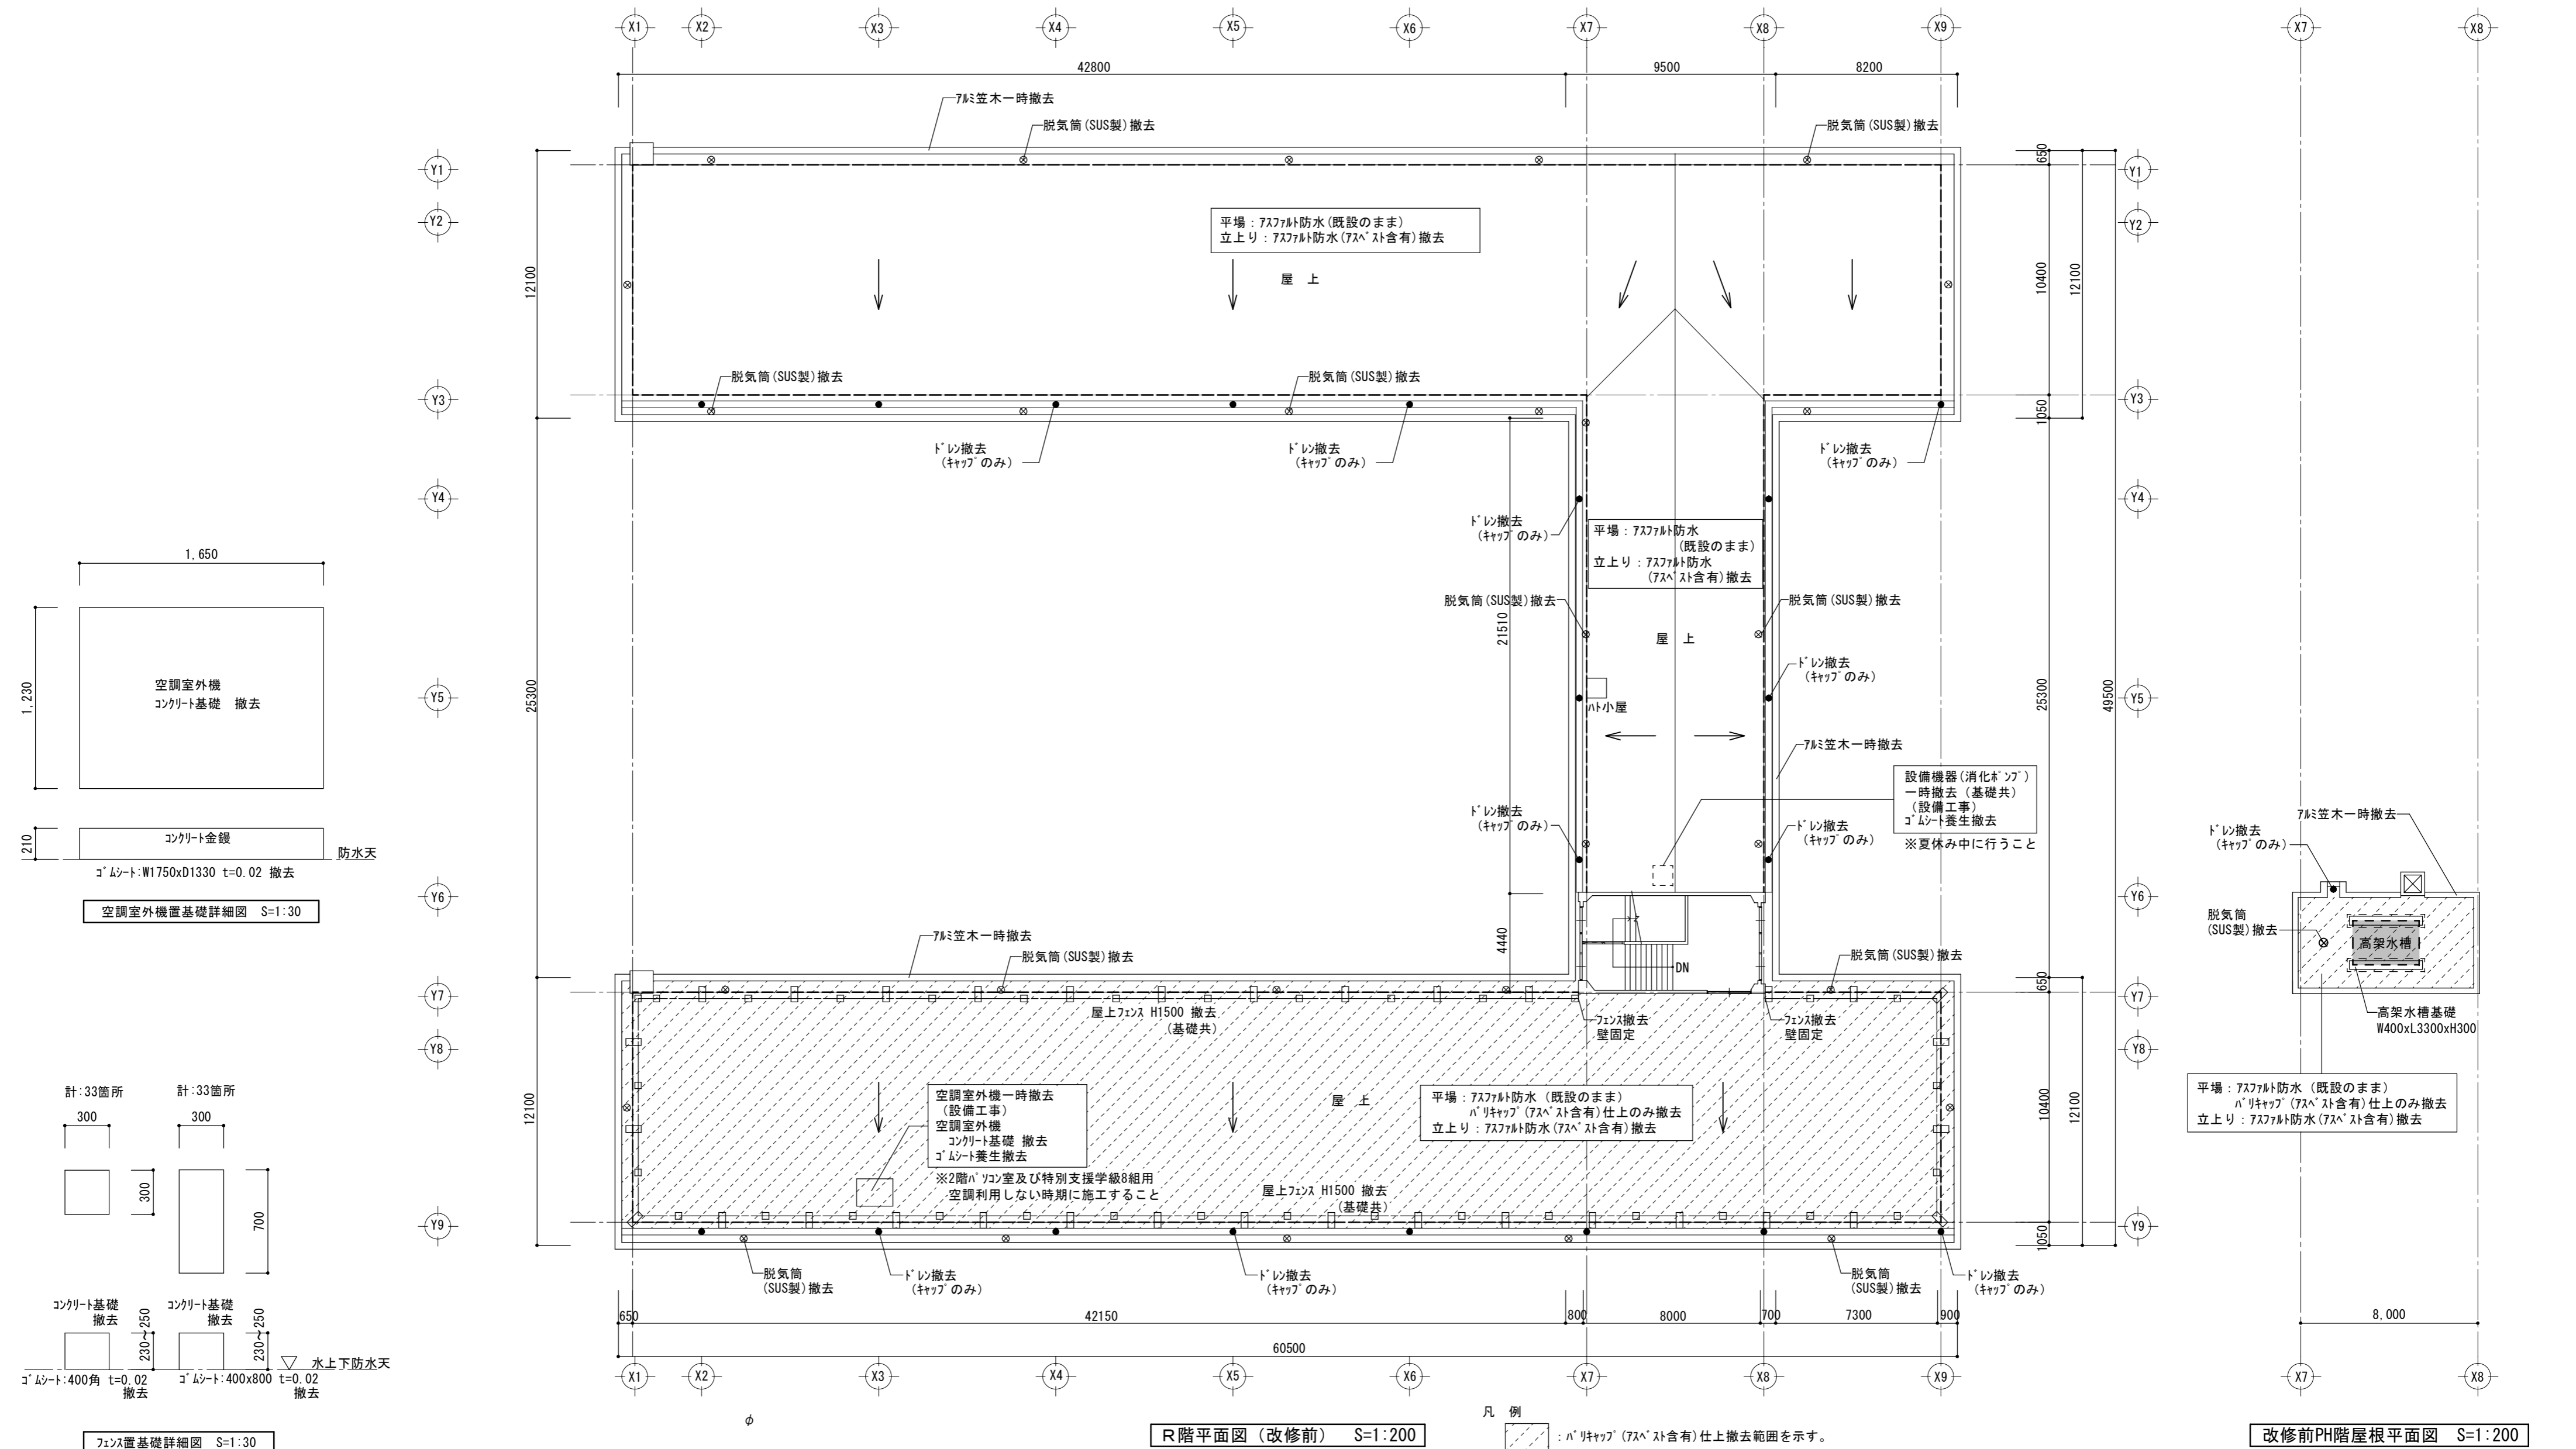 X1 X2 X3 X4 X5 X6 X7 X8 X9
X7 X8
42800 9500 8200
ｱﾙﾐ笠木一時撤去
脱気筒(SUS製)撤去
脱気筒(SUS製)撤去
Y1
Y2
Y3
Y4
Y5
Y6
Y7
Y8
Y9
12100
25300
12100
平場：ｱｽﾌｧﾙﾄ防水(既設のまま)
立上り：ｱｽﾌｧﾙﾄ防水(ｱｽﾍﾞｽﾄ含有)撤去
屋　上
脱気筒(SUS製)撤去
脱気筒(SUS製)撤去
ﾄﾞﾚﾝ撤去
(ｷｬｯﾌﾟのみ)
ﾄﾞﾚﾝ撤去
(ｷｬｯﾌﾟのみ)
ﾄﾞﾚﾝ撤去
(ｷｬｯﾌﾟのみ)
ﾄﾞﾚﾝ撤去
(ｷｬｯﾌﾟのみ)
平場：ｱｽﾌｧﾙﾄ防水
(既設のまま)
立上り：ｱｽﾌｧﾙﾄ防水
(ｱｽﾍﾞｽﾄ含有)撤去
脱気筒(SUS製)撤去
脱気筒(SUS製)撤去
21510
屋　上
ﾄﾞﾚﾝ撤去
(ｷｬｯﾌﾟのみ)
ﾊﾄ小屋
ｱﾙﾐ笠木一時撤去
設備機器(消化ﾎﾟﾝﾌﾟ)
一時撤去（基礎共）
（設備工事）
ｺﾞﾑｼｰﾄ養生撤去
※夏休み中に行うこと
ﾄﾞﾚﾝ撤去
(ｷｬｯﾌﾟのみ)
ﾄﾞﾚﾝ撤去
(ｷｬｯﾌﾟのみ)
4440
DN
ｱﾙﾐ笠木一時撤去
脱気筒(SUS製)撤去
脱気筒(SUS製)撤去
屋上ﾌｪﾝｽ H1500 撤去
(基礎共)
ﾌｪﾝｽ撤去
壁固定
ﾌｪﾝｽ撤去
壁固定
空調室外機一時撤去
（設備工事）
空調室外機
ｺﾝｸﾘｰﾄ基礎 撤去
ｺﾞﾑｼｰﾄ養生撤去
※2階ﾊﾟｿｺﾝ室及び特別支援学級8組用
空調利用しない時期に施工すること
屋　上
平場：ｱｽﾌｧﾙﾄ防水（既設のまま）
ﾊﾞﾘｷｬｯﾌﾟ(ｱｽﾍﾞｽﾄ含有)仕上のみ撤去
立上り：ｱｽﾌｧﾙﾄ防水(ｱｽﾍﾞｽﾄ含有)撤去
屋上ﾌｪﾝｽ H1500 撤去
(基礎共)
脱気筒
(SUS製)撤去
ﾄﾞﾚﾝ撤去
(ｷｬｯﾌﾟのみ)
ﾄﾞﾚﾝ撤去
(ｷｬｯﾌﾟのみ)
脱気筒
(SUS製)撤去
ﾄﾞﾚﾝ撤去
(ｷｬｯﾌﾟのみ)
650 42150 800 8000 700 7300 900
60500
X1 X2 X3 X4 X5 X6 X7 X8 X9
650
10400
1050
25300
650
10400
1050
12100
12100
49500
Y1
Y2
Y3
Y4
Y5
Y6
Y7
Y8
Y9
φ
R階平面図（改修前）　S=1:200
凡　例
：ﾊﾞﾘｷｬｯﾌﾟ(ｱｽﾍﾞｽﾄ含有)仕上撤去範囲を示す。
1,650
1,230
空調室外機
ｺﾝｸﾘｰﾄ基礎　撤去
210
ｺﾝｸﾘｰﾄ金鏝
防水天
ｺﾞﾑｼｰﾄ:W1750xD1330 t=0.02 撤去
空調室外機置基礎詳細図　S=1:30
計:33箇所
計:33箇所
300
300
300
700
ｺﾝｸﾘｰﾄ基礎
撤去
ｺﾝｸﾘｰﾄ基礎
撤去
230~250
230~250
水上下防水天
ｺﾞﾑｼｰﾄ:400角 t=0.02
撤去
ｺﾞﾑｼｰﾄ:400x800 t=0.02
撤去
ﾌｪﾝｽ置基礎詳細図　S=1:30
ｱﾙﾐ笠木一時撤去
ﾄﾞﾚﾝ撤去
(ｷｬｯﾌﾟのみ)
脱気筒
(SUS製)撤去
高架水槽
高架水槽基礎
W400xL3300xH300
平場：ｱｽﾌｧﾙﾄ防水（既設のまま）
ﾊﾞﾘｷｬｯﾌﾟ(ｱｽﾍﾞｽﾄ含有)仕上のみ撤去
立上り：ｱｽﾌｧﾙﾄ防水(ｱｽﾍﾞｽﾄ含有)撤去
8,000
X7 X8
改修前PH階屋根平面図　S=1:200